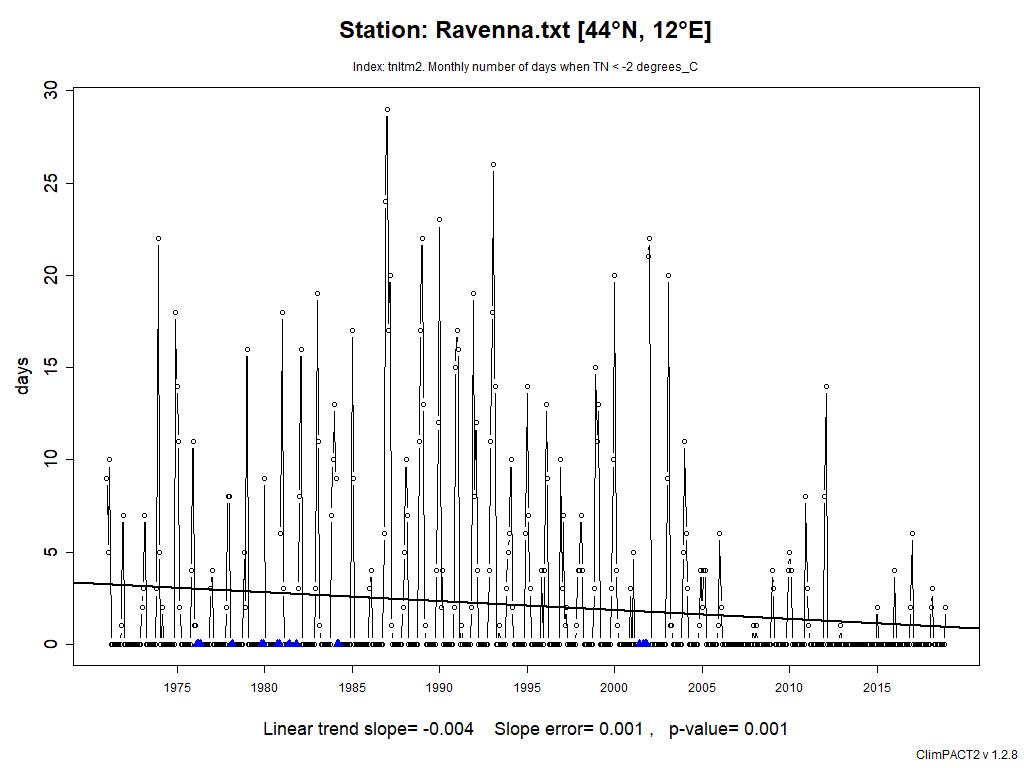 Station: Ravenna.txt [44°N, 12°E]
Index: tnltm2. Monthly number of days when TN < -2 degrees_C
30
25
20
15
10
5
0
days
1975 1980 1985 1990 1995 2000 2005 2010 2015
Linear trend slope= -0.004 Slope error= 0.001 , p-value= 0.001
ClimPACT2 v 1.2.8